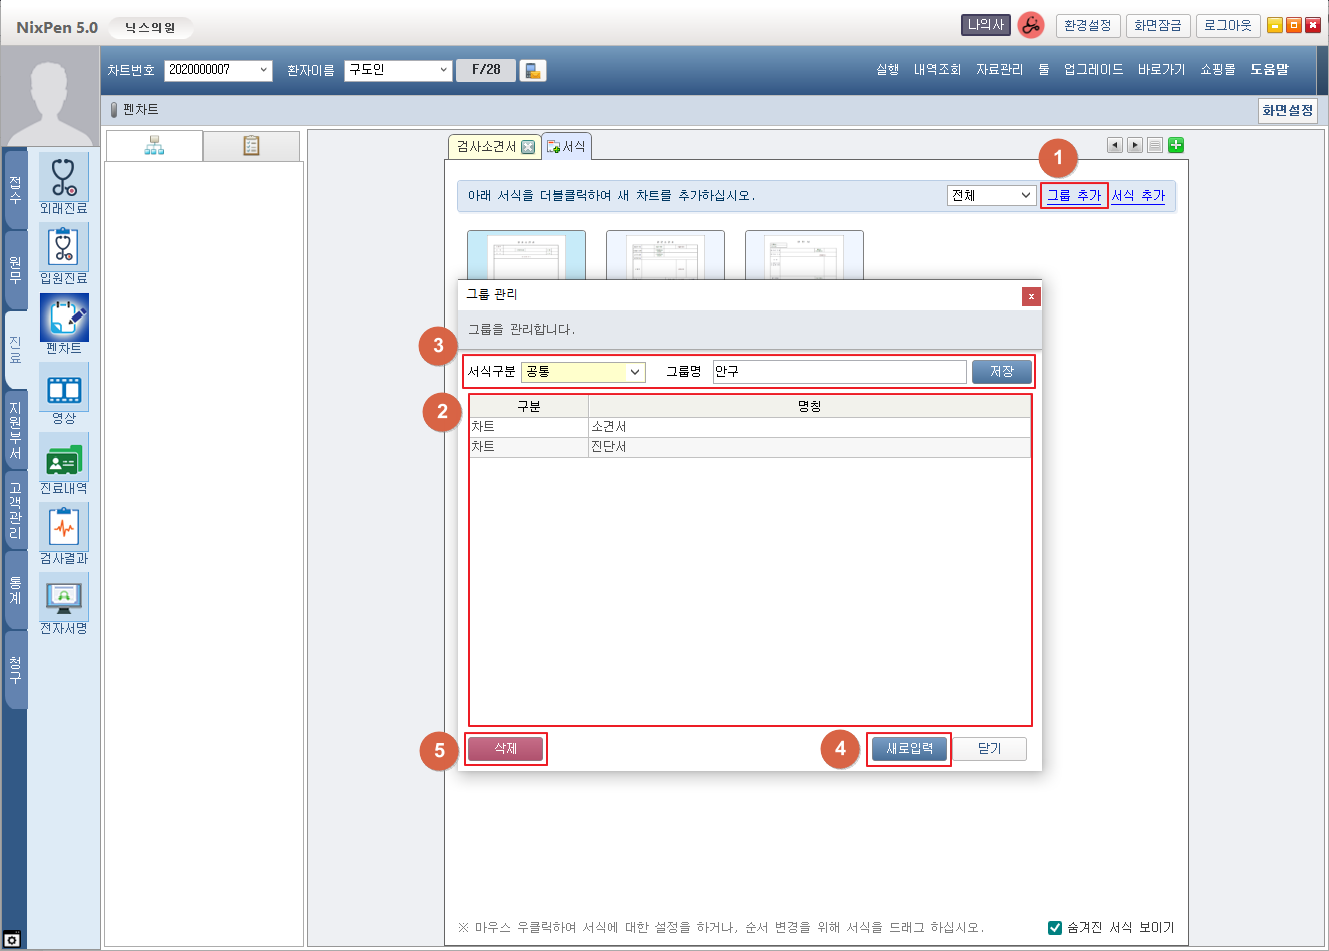 NixPen 5.0 닉스의원 나의사 환경설정 화면잠금 로그아웃
차트번호 2020000007 환자이름 구도인 F/28 실행 내역조회 자료관리 툴 업그레이드 바로가기 쇼핑몰 도움말
펜차트 화면설정
접수
원무
진료
지원부서
고객관리
통계
청구
외래진료
입원진료
펜차트
영상
진료내역
검사결과
전자서명
검사소견서 서식
1
아래 서식을 더블클릭하여 새 차트를 추가하십시오. 전체 그룹 추가 서식 추가
그룹 관리 x
그룹을 관리합니다.
3
서식구분 공통 그룹명 안구 저장
2
구분 명칭
차트 소견서
차트 진단서
5 삭제 4 새로입력 닫기
※ 마우스 우클릭하여 서식에 대한 설정을 하거나, 순서 변경을 위해 서식을 드래그 하십시오. 숨겨진 서식 보이기